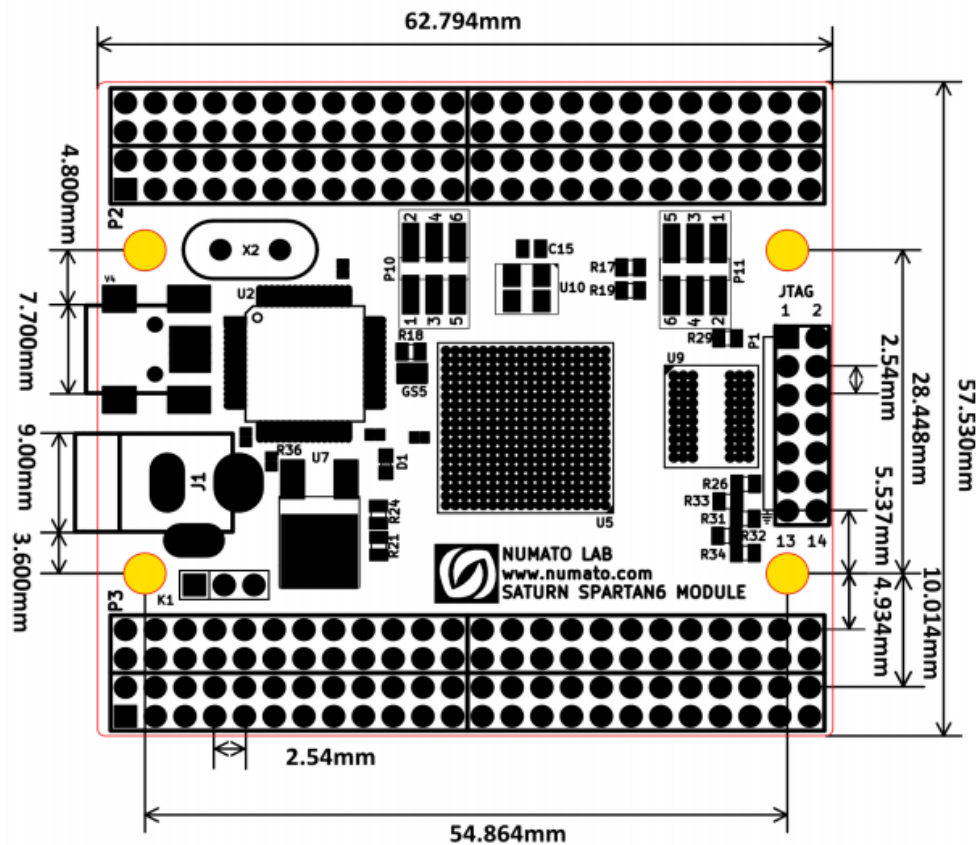 62.794mm
P2
4.800mm
X2
2 4 6
P10
1 3 5
C15
U10
R17
R19
5 3 1
P11
6 4 2
JTAG
1 2
P1
V4
U2
7.700mm
R18
GS5
R29
U9
2.54mm
28.448mm
57.530mm
9.00mm
J1
R36
U7
D1
R24
R21
U5
R26
R33
R31
R32
R34
13 14
5.537mm
3.600mm
K1
NUMATO LAB
www.numato.com
SATURN SPARTAN6 MODULE
4.934mm
10.014mm
P3
2.54mm
54.864mm